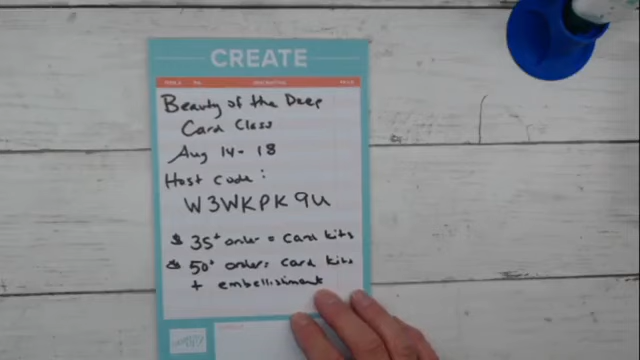 CREATE
Beauty of the Deep
Card Class
Aug 14-18
Host code:
W3WKPK9U
$35+ order = card kits
$50+ order= card kits
+ embellishment